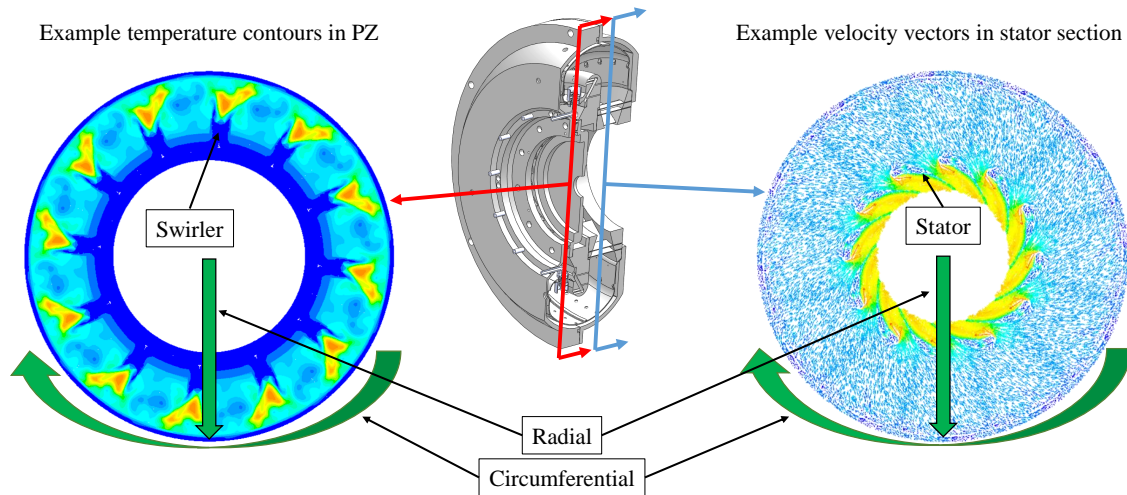 Example temperature contours in PZ
Example velocity vectors in stator section
Swirler
Stator
Radial
Circumferential